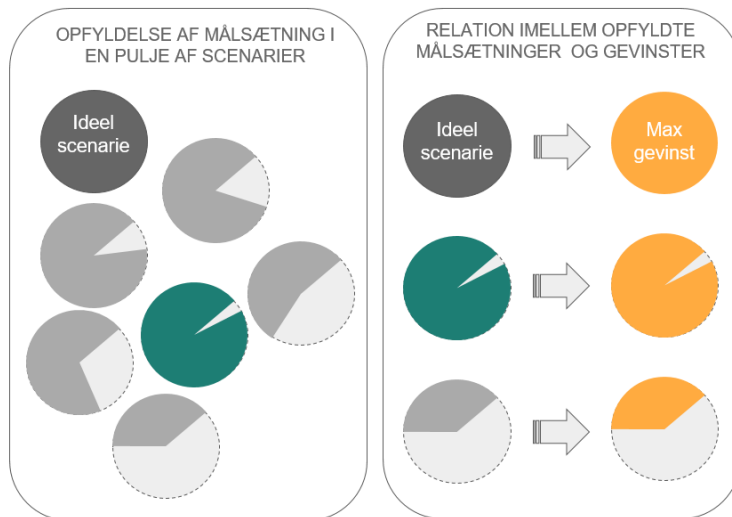 OPFYLDELSE AF MÅLSÆTNING I
EN PULJE AF SCENARIER
Ideel
scenarie
RELATION IMELLEM OPFYLDTE
MÅLSÆTNINGER OG GEVINSTER
Ideel
scenarie
Max
gevinst